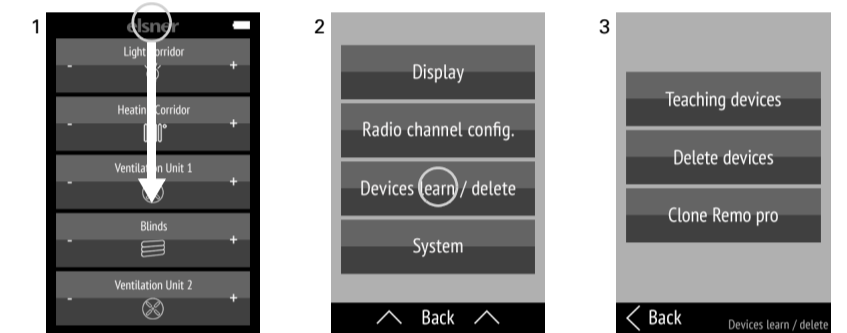 1
elsner
Light Corridor
- +
Heating Corridor
- +
Ventilation Unit 1
- +
Blinds
- +
Ventilation Unit 2
- +
2
Display
Radio channel config.
Devices learn / delete
System
Back
3
Teaching devices
Delete devices
Clone Remo pro
Back
Devices learn / delete